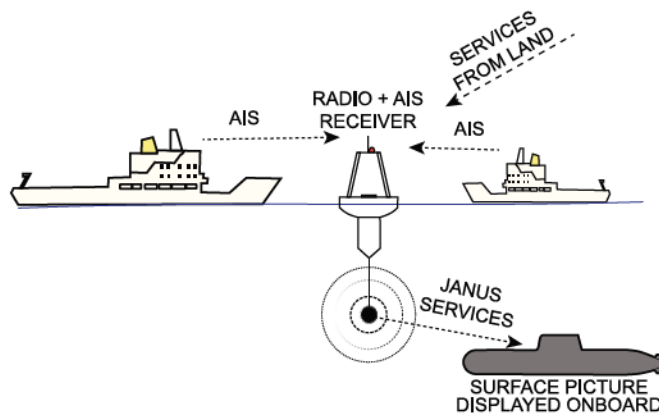 SERVICES
FROM LAND
RADIO + AIS
RECEIVER
AIS
AIS
JANUS
SERVICES
SURFACE PICTURE
DISPLAYED ONBOARD